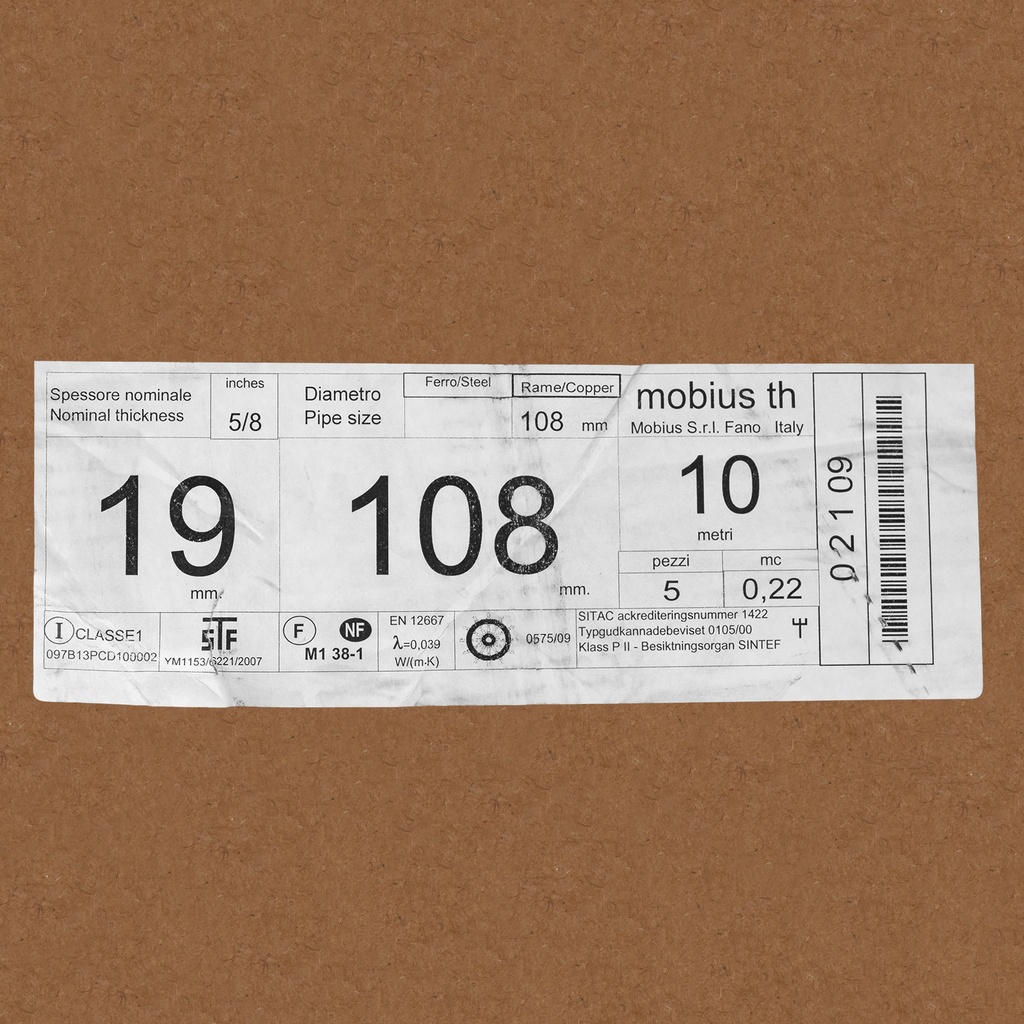 Spessore nominale
Nominal thickness
inches
5/8
Diametro
Pipe size
Ferro/Steel
Rame/Copper
108 mm
mobius th
Mobius S.r.l. Fano Italy
19
mm.
108
mm.
10
metri
pezzi
5
mc
0,22
02109
I CLASSE1
097B13PCD100002
STF
YM1153/6221/2007
F NF
M1 38-1
EN 12667
λ=0,039
W/(m·K)
0575/09
SITAC ackrediteringsnummer 1422
Typgudkannadebeviset 0105/00
Klass P II - Besiktningsorgan SINTEF